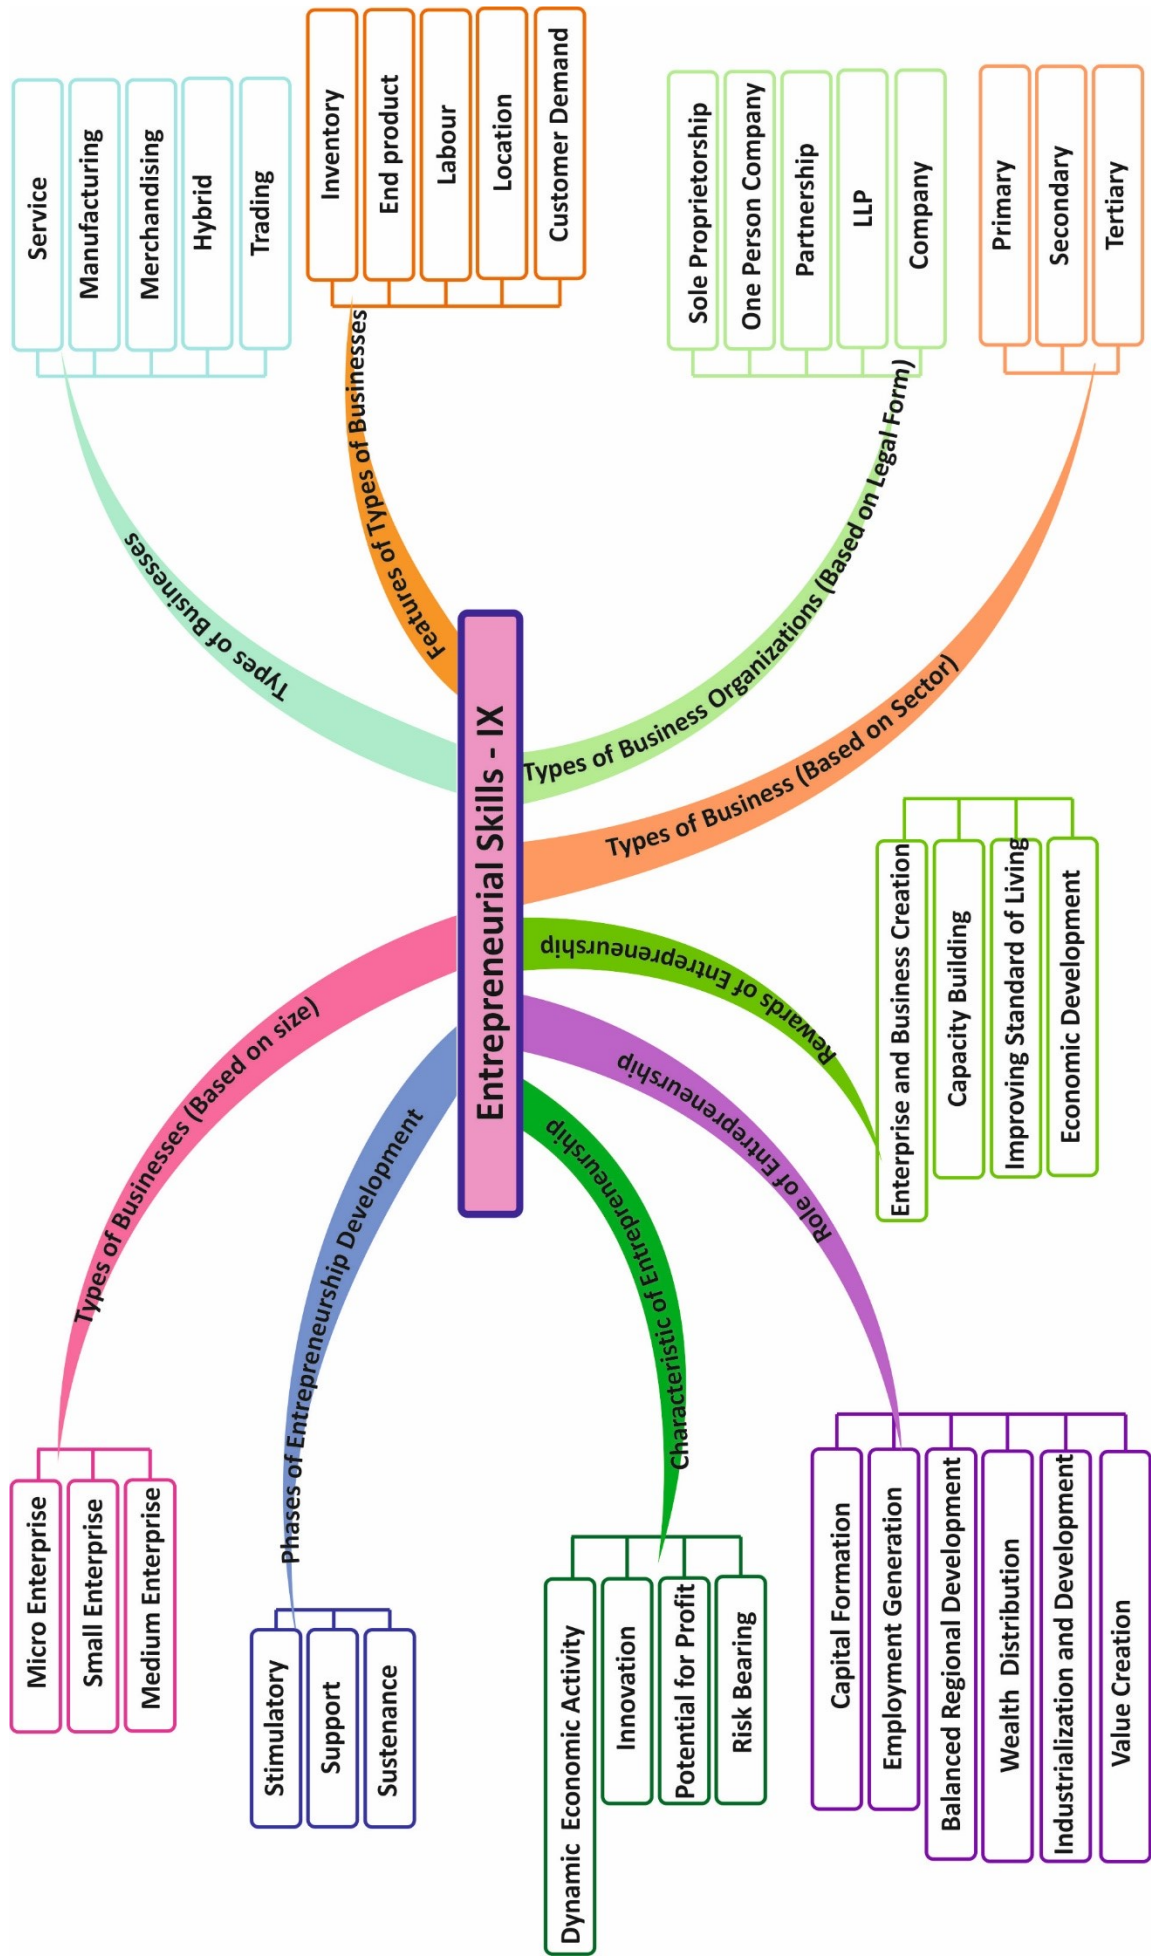 Entrepreneurial Skills - IX
Types of Businesses (Based on size)
Micro Enterprise
Small Enterprise
Medium Enterprise
Phases of Entrepreneurship Development
Stimulatory
Support
Sustenance
Characteristic of Entrepreneurship
Dynamic Economic Activity
Innovation
Potential for Profit
Risk Bearing
Role of Entrepreneurship
Capital Formation
Employment Generation
Balanced Regional Development
Wealth Distribution
Industrialization and Development
Value Creation
Rewards of Entrepreneurship
Enterprise and Business Creation
Capacity Building
Improving Standard of Living
Economic Development
Types of Businesses
Service
Manufacturing
Merchandising
Hybrid
Trading
Features of Types of Businesses
Inventory
End product
Labour
Location
Customer Demand
Types of Business Organizations (Based on Legal Form)
Sole Proprietorship
One Person Company
Partnership
LLP
Company
Types of Business (Based on Sector)
Primary
Secondary
Tertiary